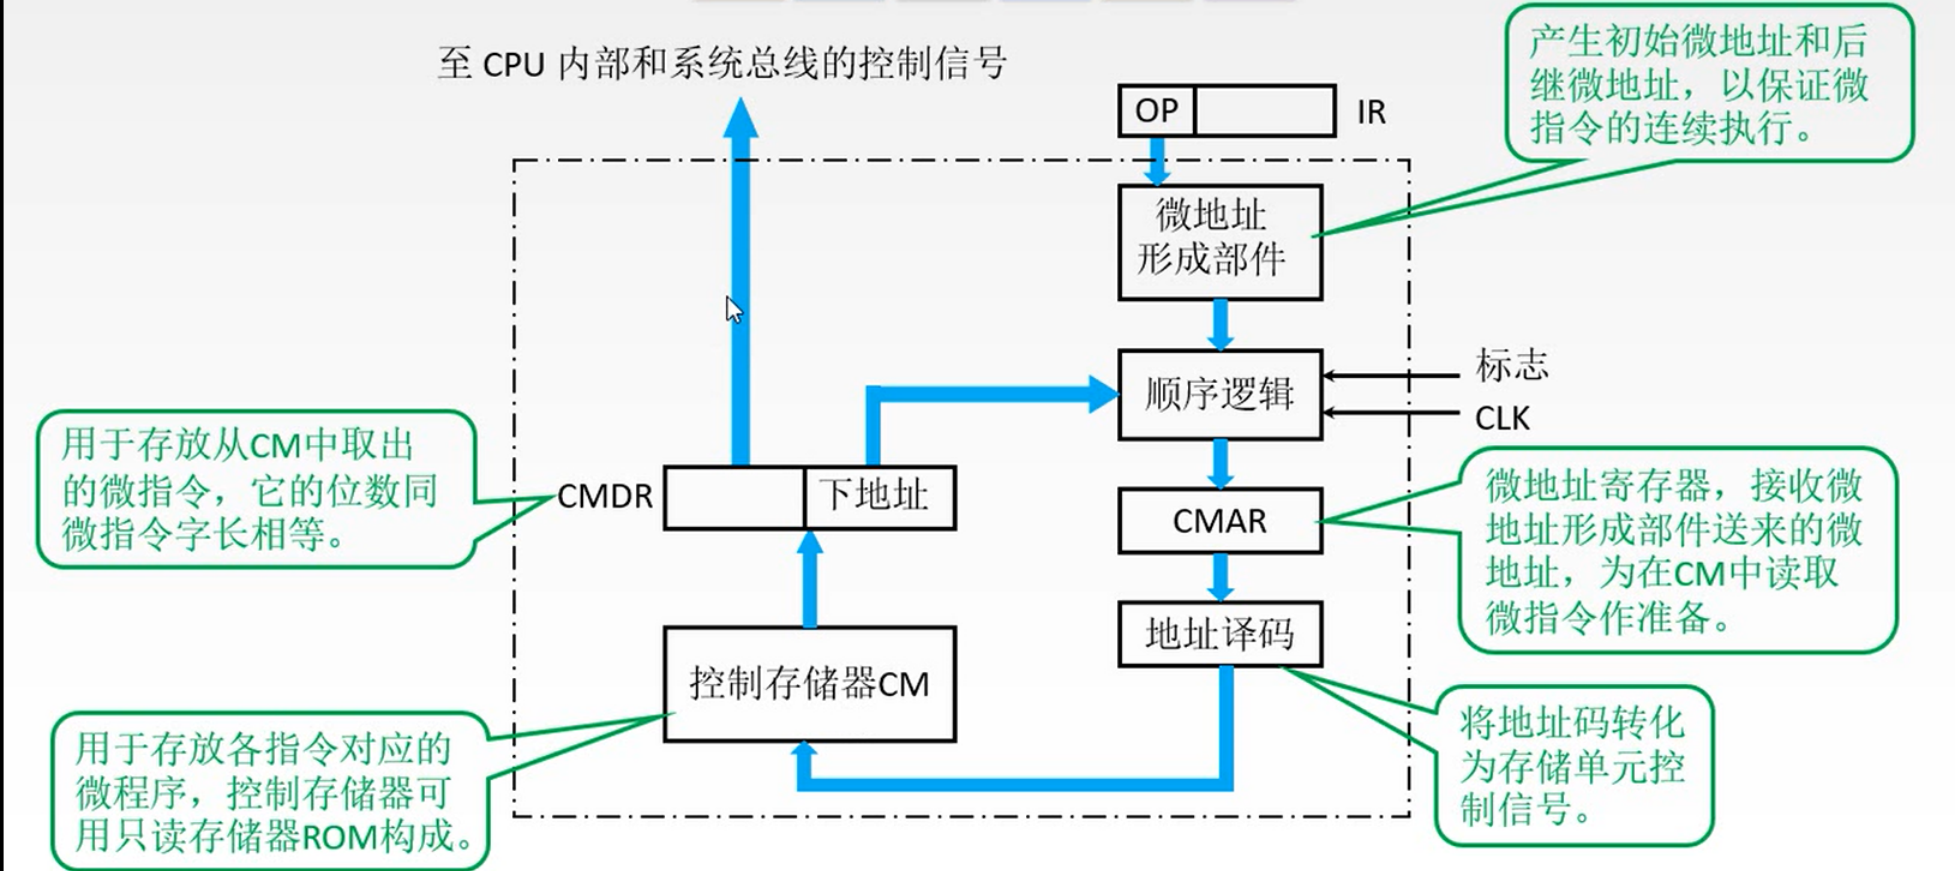 至 CPU 内部和系统总线的控制信号
OP
IR
产生初始微地址和后
继微地址，以保证微
指令的连续执行。
微地址
形成部件
顺序逻辑
标志
CLK
用于存放从CM中取出
的微指令，它的位数同
微指令字长相等。
CMDR
下地址
CMAR
微地址寄存器，接收微
地址形成部件送来的微
地址，为在CM中读取
微指令作准备。
地址译码
控制存储器CM
将地址码转化
为存储单元控
制信号。
用于存放各指令对应的
微程序，控制存储器可
用只读存储器ROM构成。